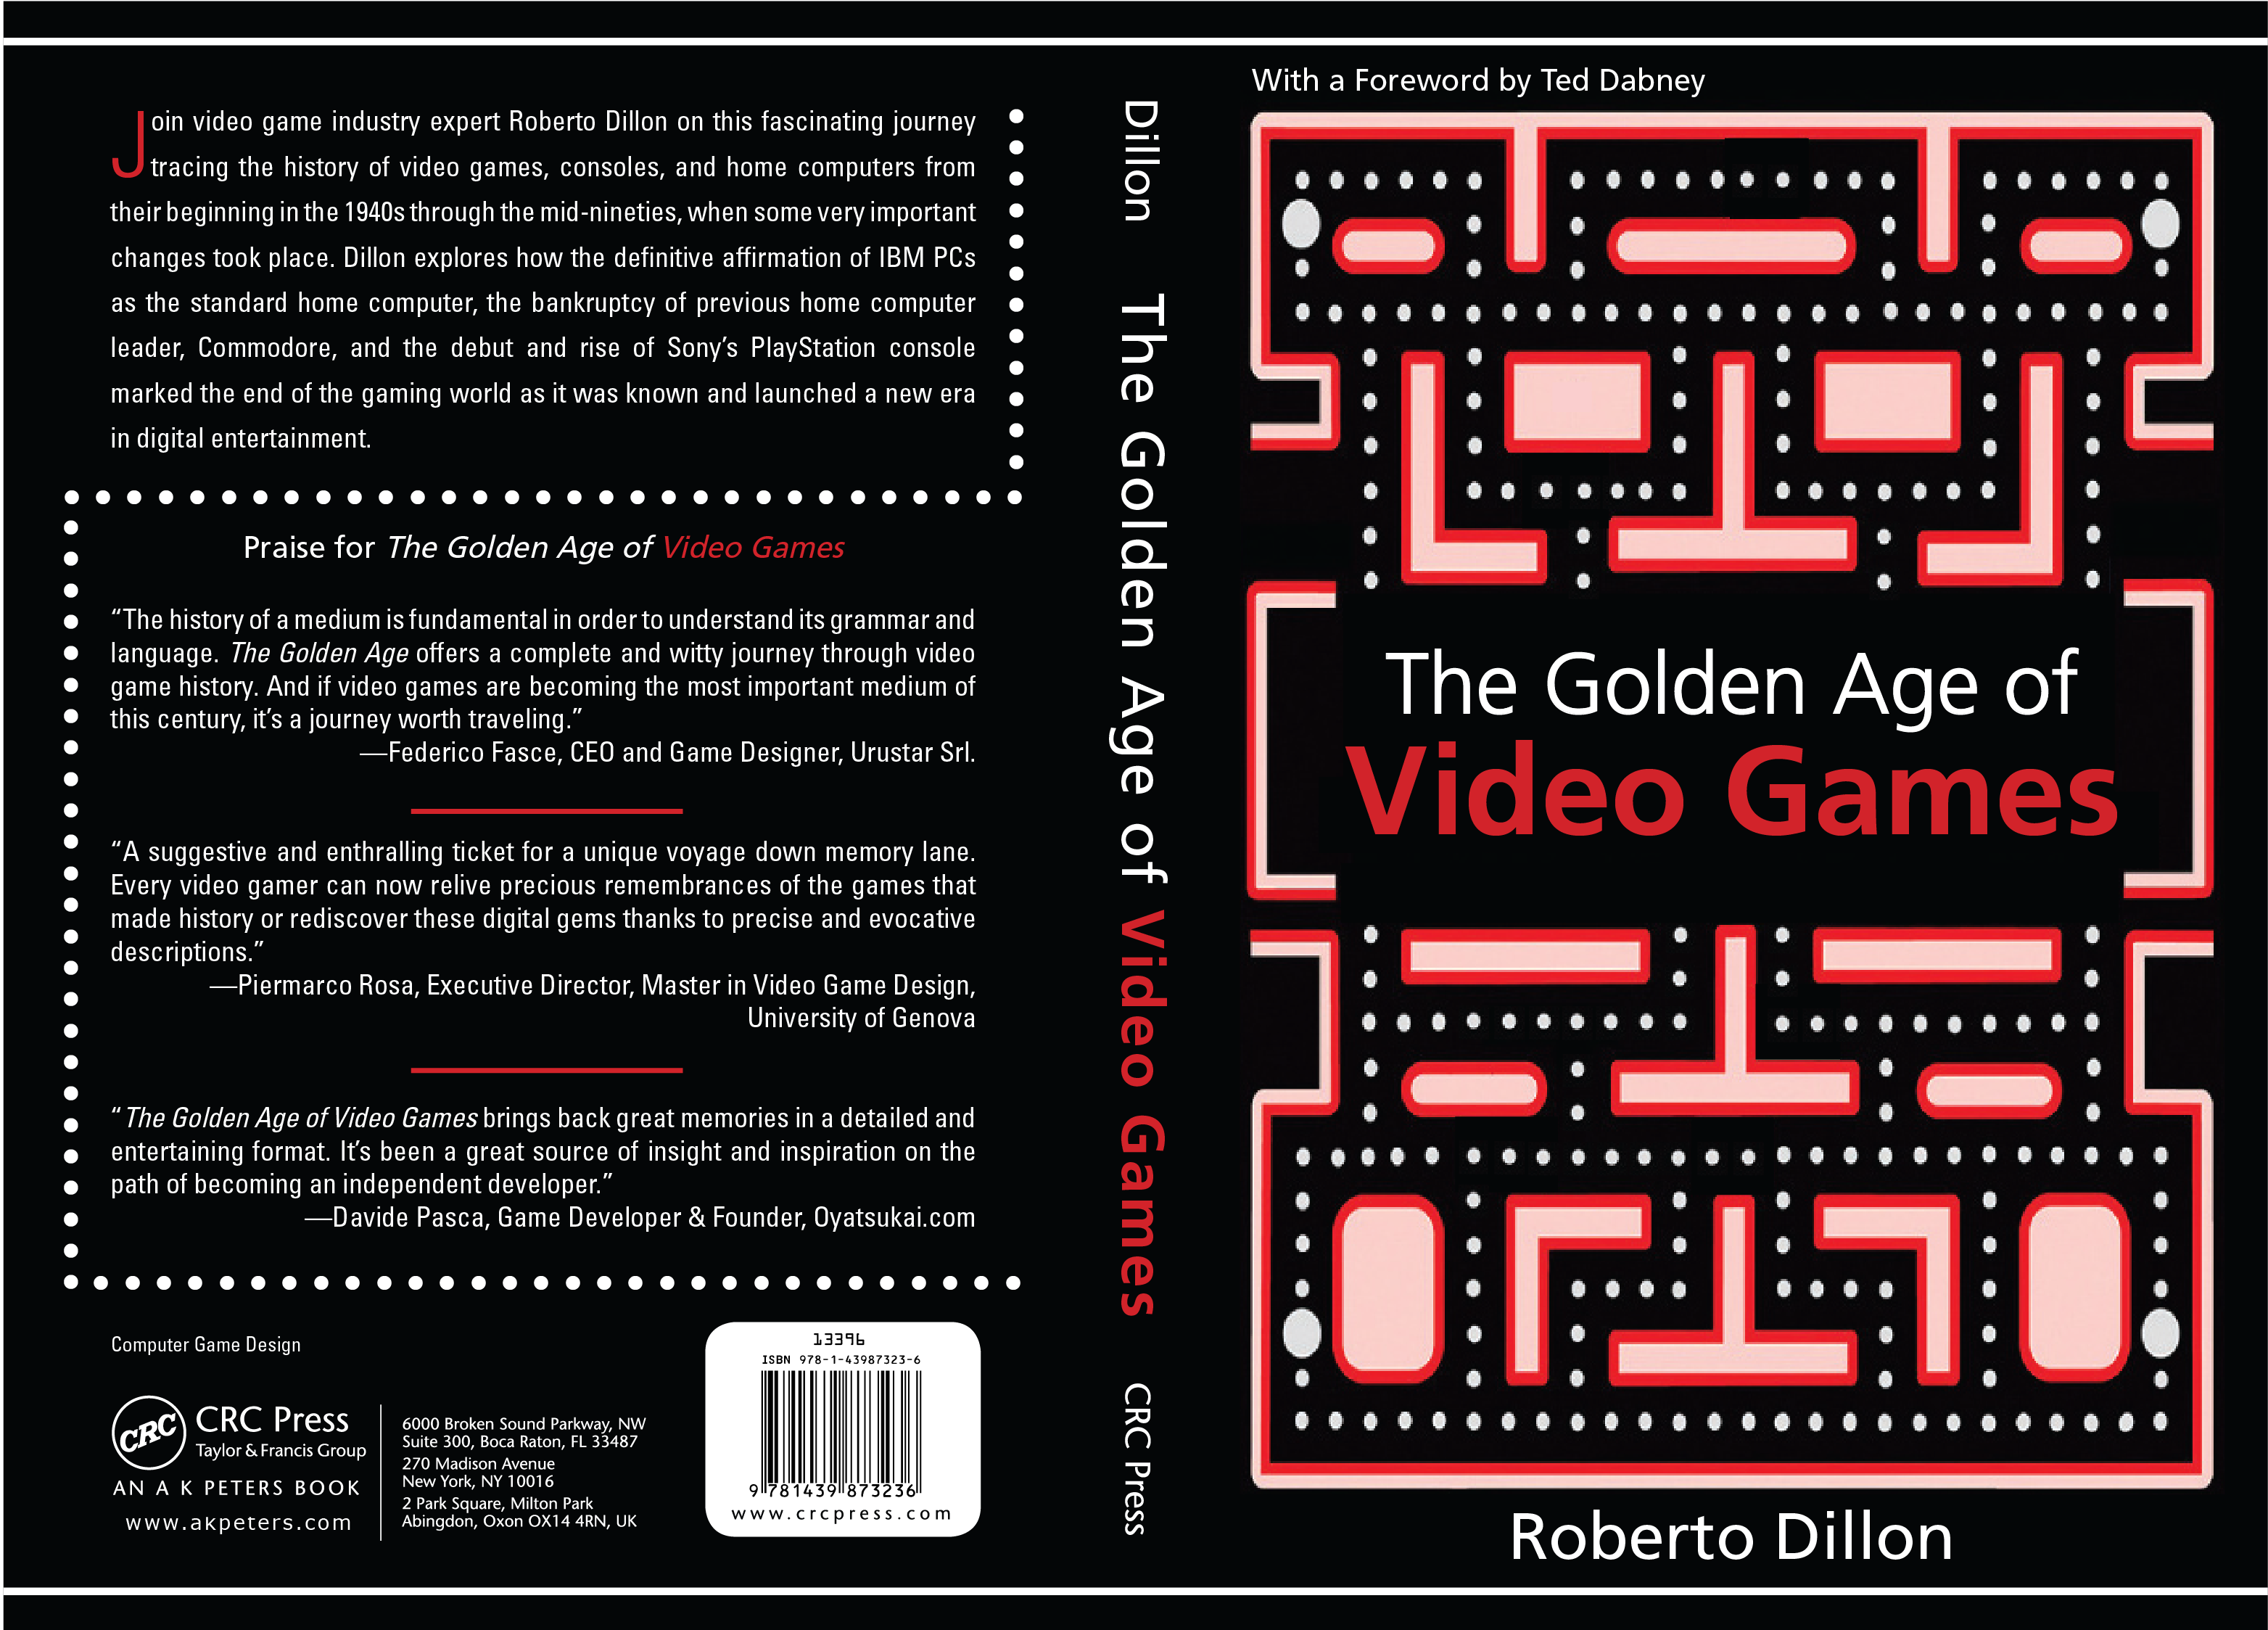 Join video game industry expert Roberto Dillon on this fascinating journey
tracing the history of video games, consoles, and home computers from
their beginning in the 1940s through the mid-nineties, when some very important
changes took place. Dillon explores how the definitive affirmation of IBM PCs
as the standard home computer, the bankruptcy of previous home computer
leader, Commodore, and the debut and rise of Sony’s PlayStation console
marked the end of the gaming world as it was known and launched a new era
in digital entertainment.
Praise for The Golden Age of Video Games
“The history of a medium is fundamental in order to understand its grammar and
language. The Golden Age offers a complete and witty journey through video
game history. And if video games are becoming the most important medium of
this century, it’s a journey worth traveling.”
—Federico Fasce, CEO and Game Designer, Urustar Srl.
“A suggestive and enthralling ticket for a unique voyage down memory lane.
Every video gamer can now relive precious remembrances of the games that
made history or rediscover these digital gems thanks to precise and evocative
descriptions.”
—Piermarco Rosa, Executive Director, Master in Video Game Design,
University of Genova
“The Golden Age of Video Games brings back great memories in a detailed and
entertaining format. It’s been a great source of insight and inspiration on the
path of becoming an independent developer.”
—Davide Pasca, Game Developer & Founder, Oyatsukai.com
Computer Game Design
CRC
CRC Press
Taylor & Francis Group
AN A K PETERS BOOK
www.akpeters.com
6000 Broken Sound Parkway, NW
Suite 300, Boca Raton, FL 33487
270 Madison Avenue
New York, NY 10016
2 Park Square, Milton Park
Abingdon, Oxon OX14 4RN, UK
13396
ISBN 978-1-43987323-6
9 781439 873236
www.crcpress.com
Dillon The Golden Age of Video Games CRC Press
With a Foreword by Ted Dabney
The Golden Age of
Video Games
Roberto Dillon